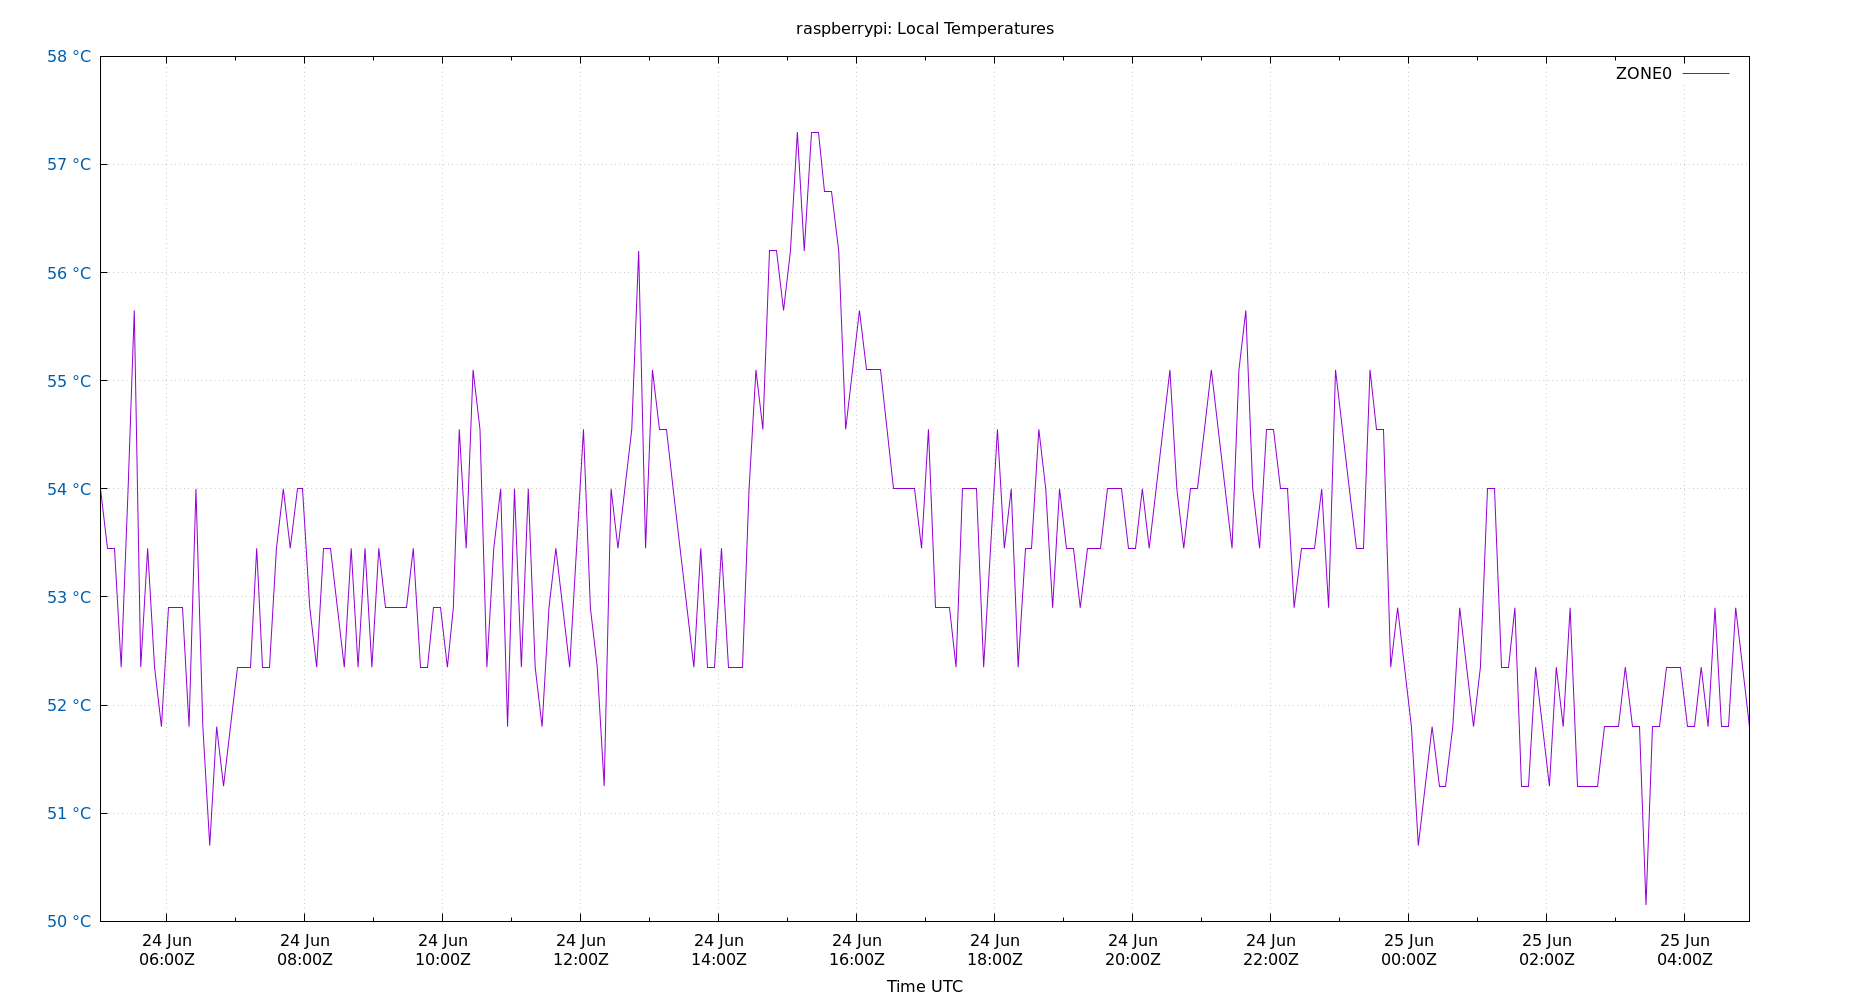 raspberrypi: Local Temperatures
ZONE0
58 °C
57 °C
56 °C
55 °C
54 °C
53 °C
52 °C
51 °C
50 °C
24 Jun 24 Jun 24 Jun 24 Jun 24 Jun 24 Jun 24 Jun 24 Jun 24 Jun 25 Jun 25 Jun 25 Jun
06:00Z 08:00Z 10:00Z 12:00Z 14:00Z 16:00Z 18:00Z 20:00Z 22:00Z 00:00Z 02:00Z 04:00Z
Time UTC